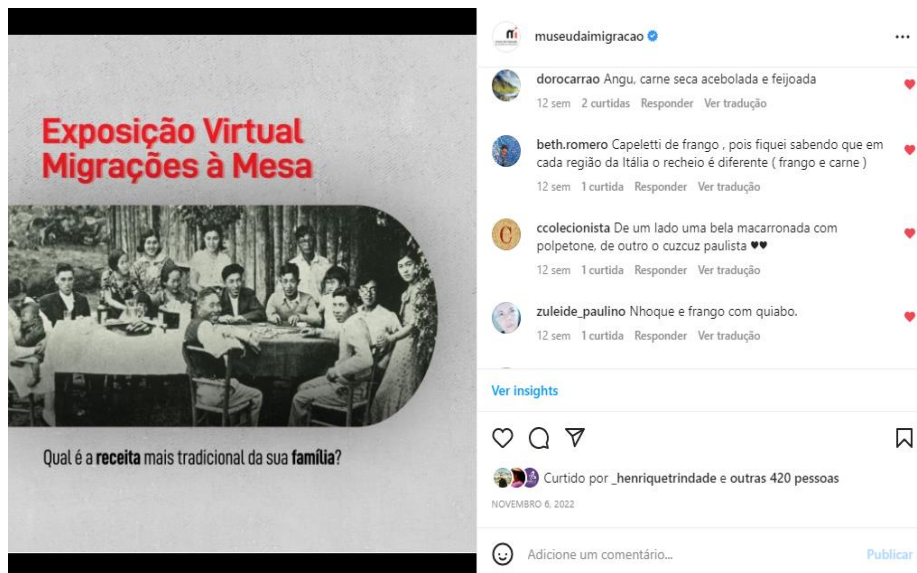 Exposição Virtual
Migrações à Mesa
Qual é a receita mais tradicional da sua família?
museudaimigracao
dorocarrao Angu, carne seca acebolada e feijoada
12 sem 2 curtidas Responder Ver tradução
beth.romero Capeletti de frango , pois fiquei sabendo que em
cada região da Itália o recheio é diferente ( frango e carne )
12 sem 1 curtida Responder Ver tradução
ccolecionista De um lado uma bela macarronada com
polpetone, de outro o cuzcuz paulista ♥♥
12 sem 1 curtida Responder Ver tradução
zuleide_paulino Nhoque e frango com quiabo.
12 sem 1 curtida Responder Ver tradução
Ver insights
Curtido por _henriquetrindade e outras 420 pessoas
NOVEMBRO 6, 2022
Adicione um comentário... Publicar